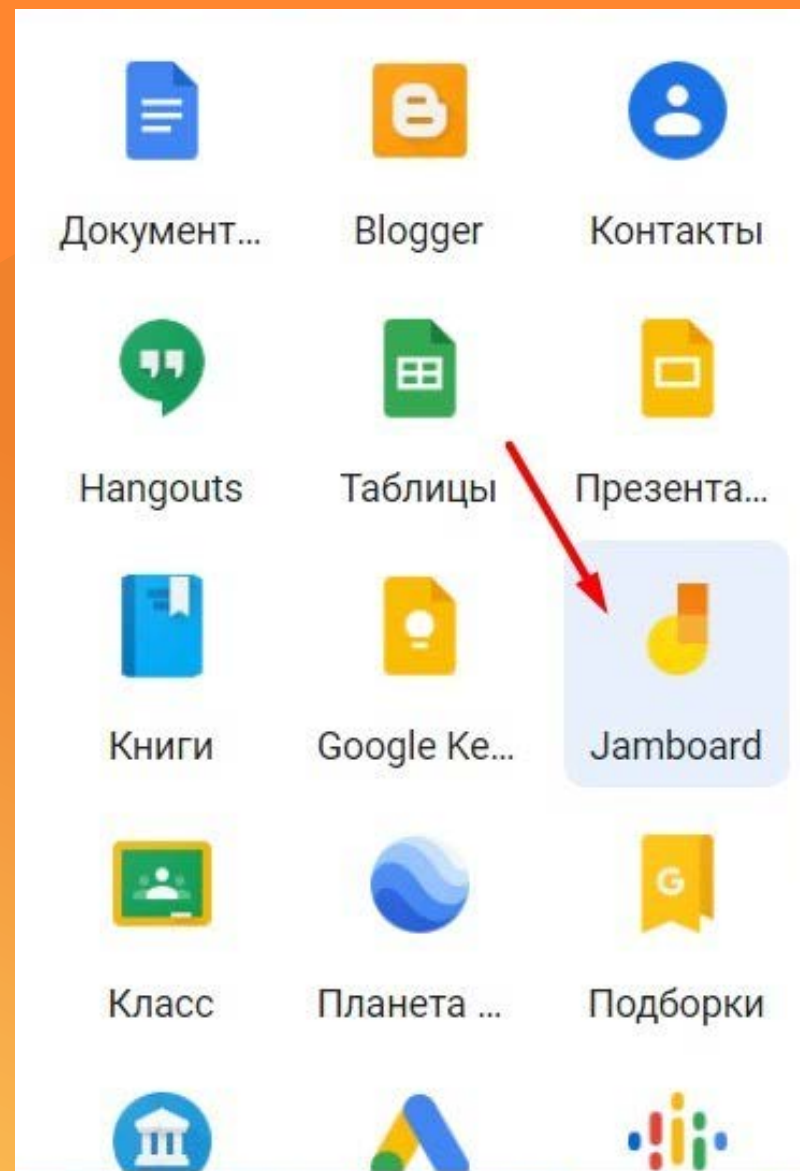 Документ... Blogger Контакты
Hangouts Таблицы Презента...
Книги Google Ke... Jamboard
G
Класс Планета ... Подборки